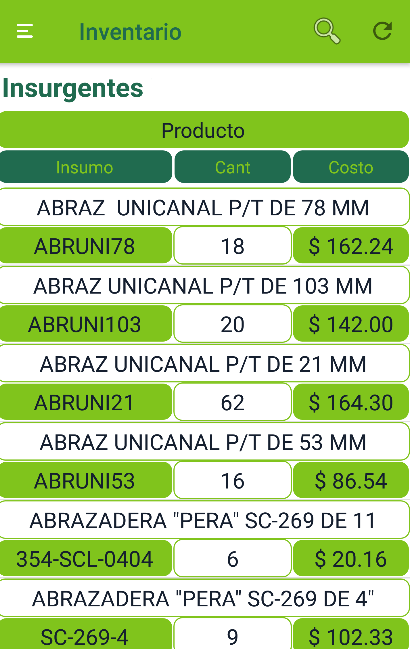 Inventario
Insurgentes
Producto
Insumo Cant Costo
ABRAZ  UNICANAL P/T DE 78 MM
ABRUNI78 18 $ 162.24
ABRAZ UNICANAL P/T DE 103 MM
ABRUNI103 20 $ 142.00
ABRAZ UNICANAL P/T DE 21 MM
ABRUNI21 62 $ 164.30
ABRAZ UNICANAL P/T DE 53 MM
ABRUNI53 16 $ 86.54
ABRAZADERA "PERA" SC-269 DE 11
354-SCL-0404 6 $ 20.16
ABRAZADERA "PERA" SC-269 DE 4"
SC-269-4 9 $ 102.33